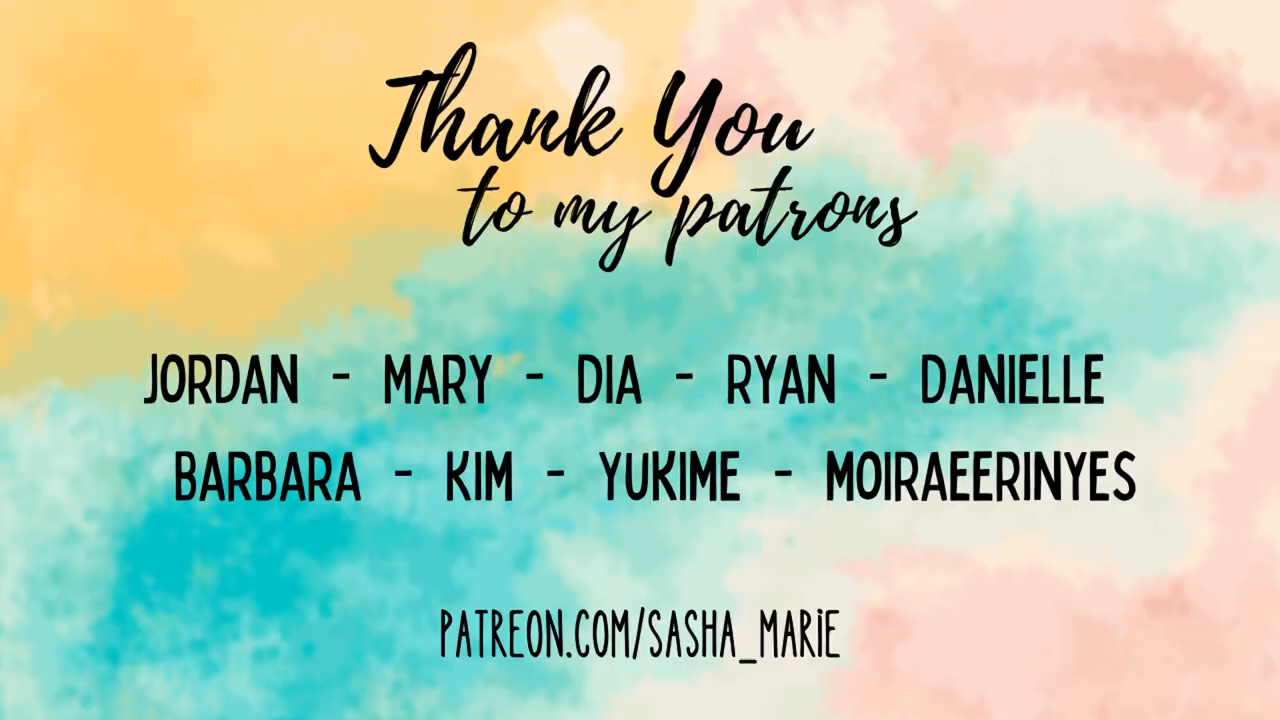 Thank You
to my patrons
JORDAN - MARY - DIA - RYAN - DANIELLE
BARBARA - KIM - YUKIME - MOIRAEERINYES
PATREON.COM/SASHA_MARiE